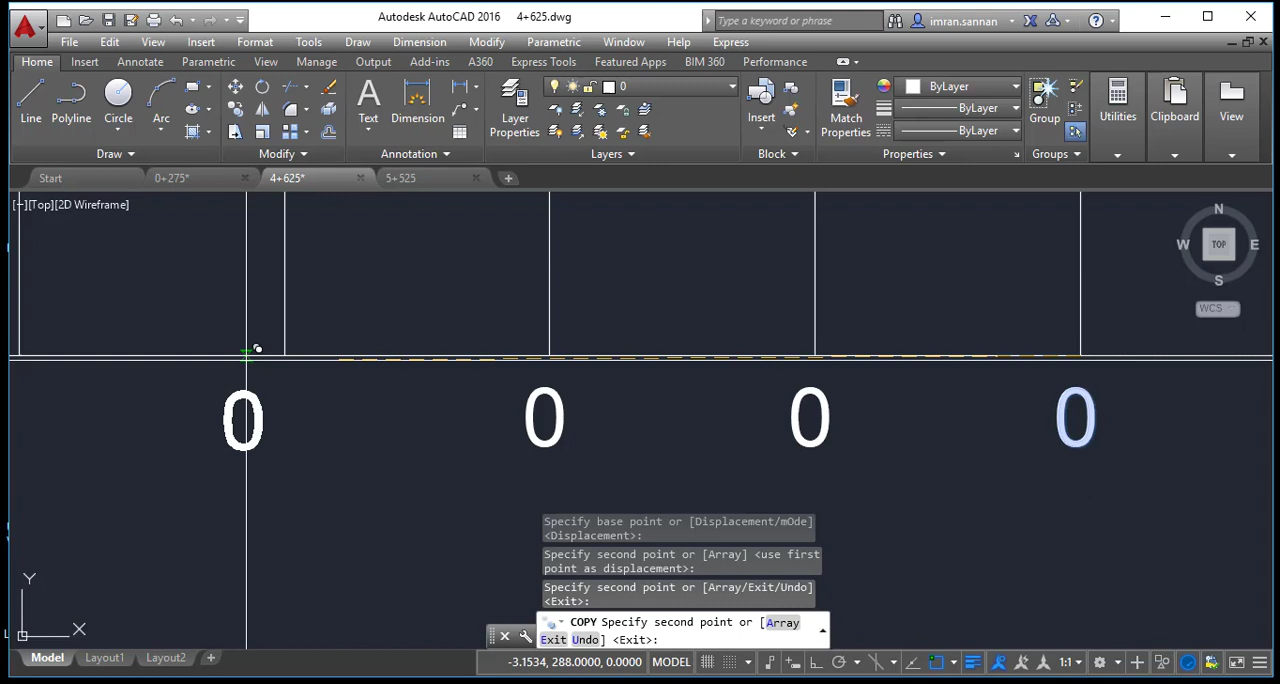 Autodesk AutoCAD 2016 4+625.dwg
Type a keyword or phrase
imran.sannan
File Edit View Insert Format Tools Draw Dimension Modify Parametric Window Help Express
Home Insert Annotate Parametric View Manage Output Add-ins A360 Express Tools Featured Apps BIM 360 Performance
0
ByLayer
ByLayer
ByLayer
Line Polyline Circle Arc
Text Dimension
Layer
Properties
Insert
Match
Properties
Group
Utilities
Clipboard
View
Draw
Modify
Annotation
Layers
Block
Properties
Groups
Start 0+275* 4+625* 5+525
[−][Top][2D Wireframe]
N
W TOP E
S
WCS
0 0 0 0
Specify base point or [Displacement/mOde]
<Displacement>:
Specify second point or [Array] <use first
point as displacement>:
Specify second point or [Array/Exit/Undo]
<Exit>:
COPY Specify second point or [Array
Exit Undo] <Exit>:
Y
X
Model Layout1 Layout2
-3.1534, 288.0000, 0.0000 MODEL
1:1